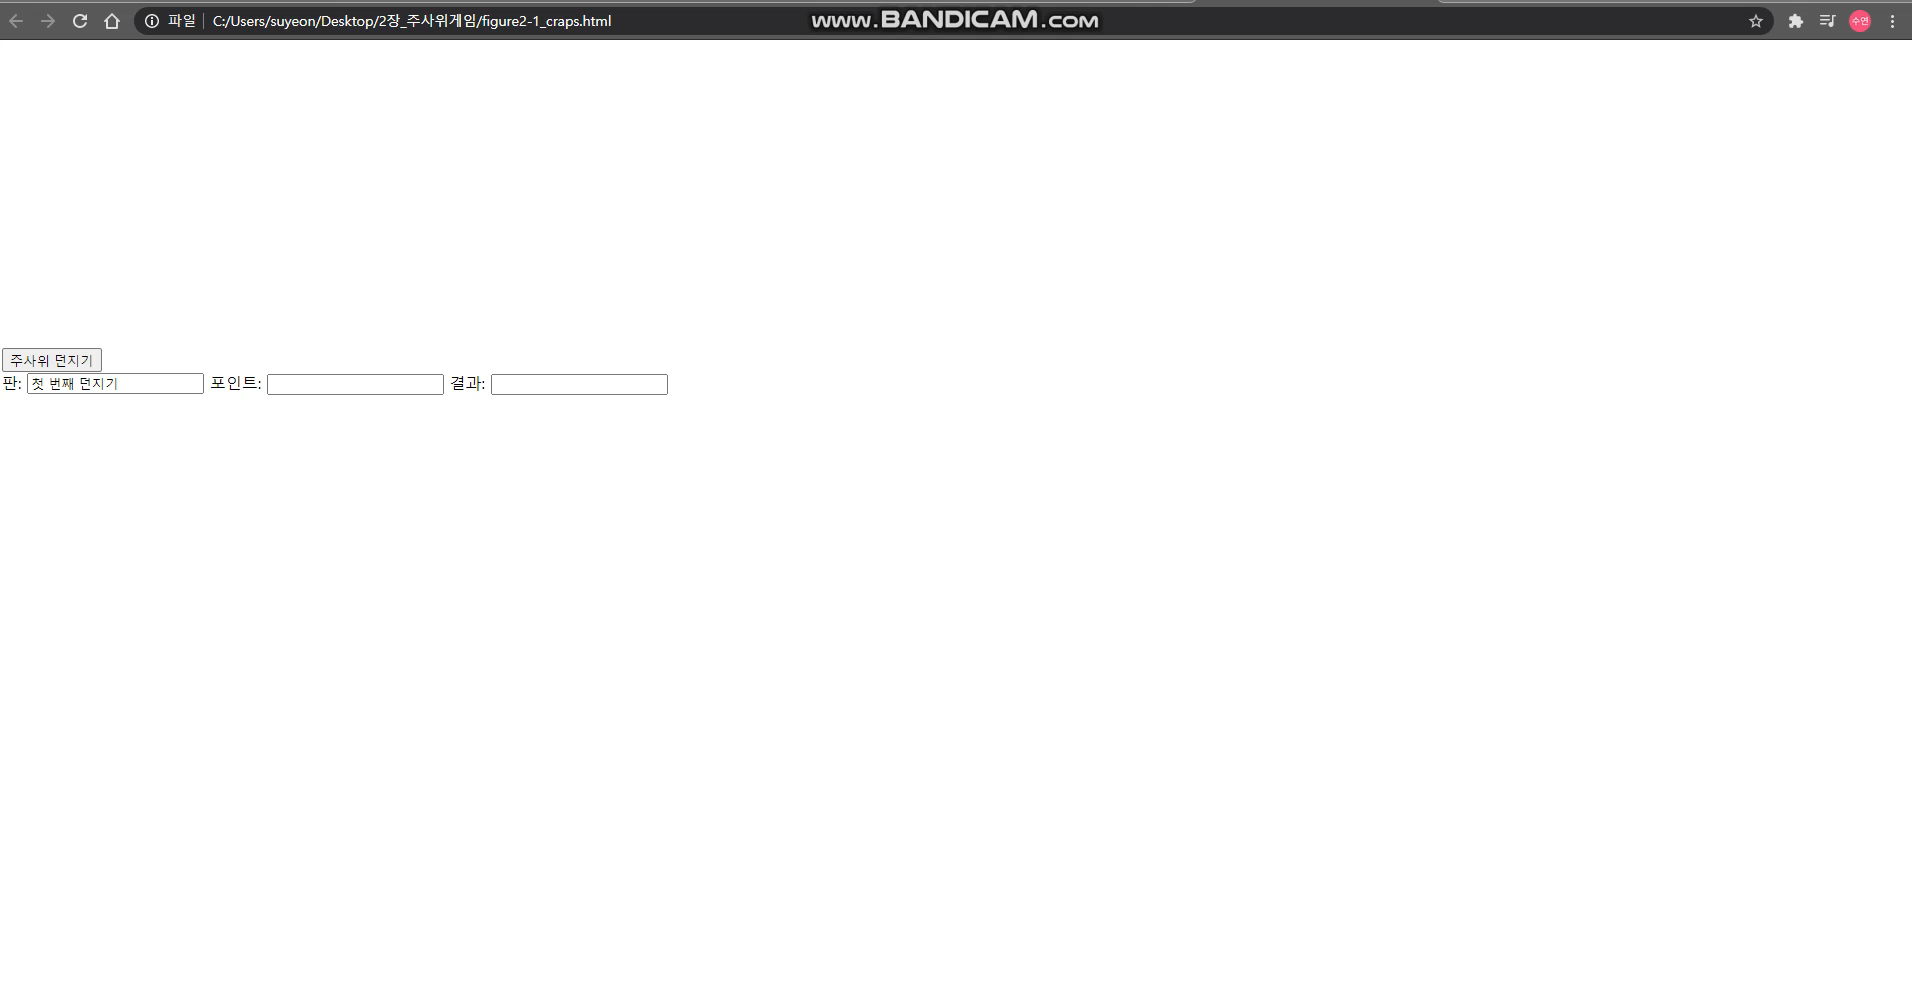 파일 C:/Users/suyeon/Desktop/2장_주사위게임/figure2-1_craps.html
www.BANDICAM.com
수연
주사위 던지기
판: 첫 번째 던지기 포인트: 결과: